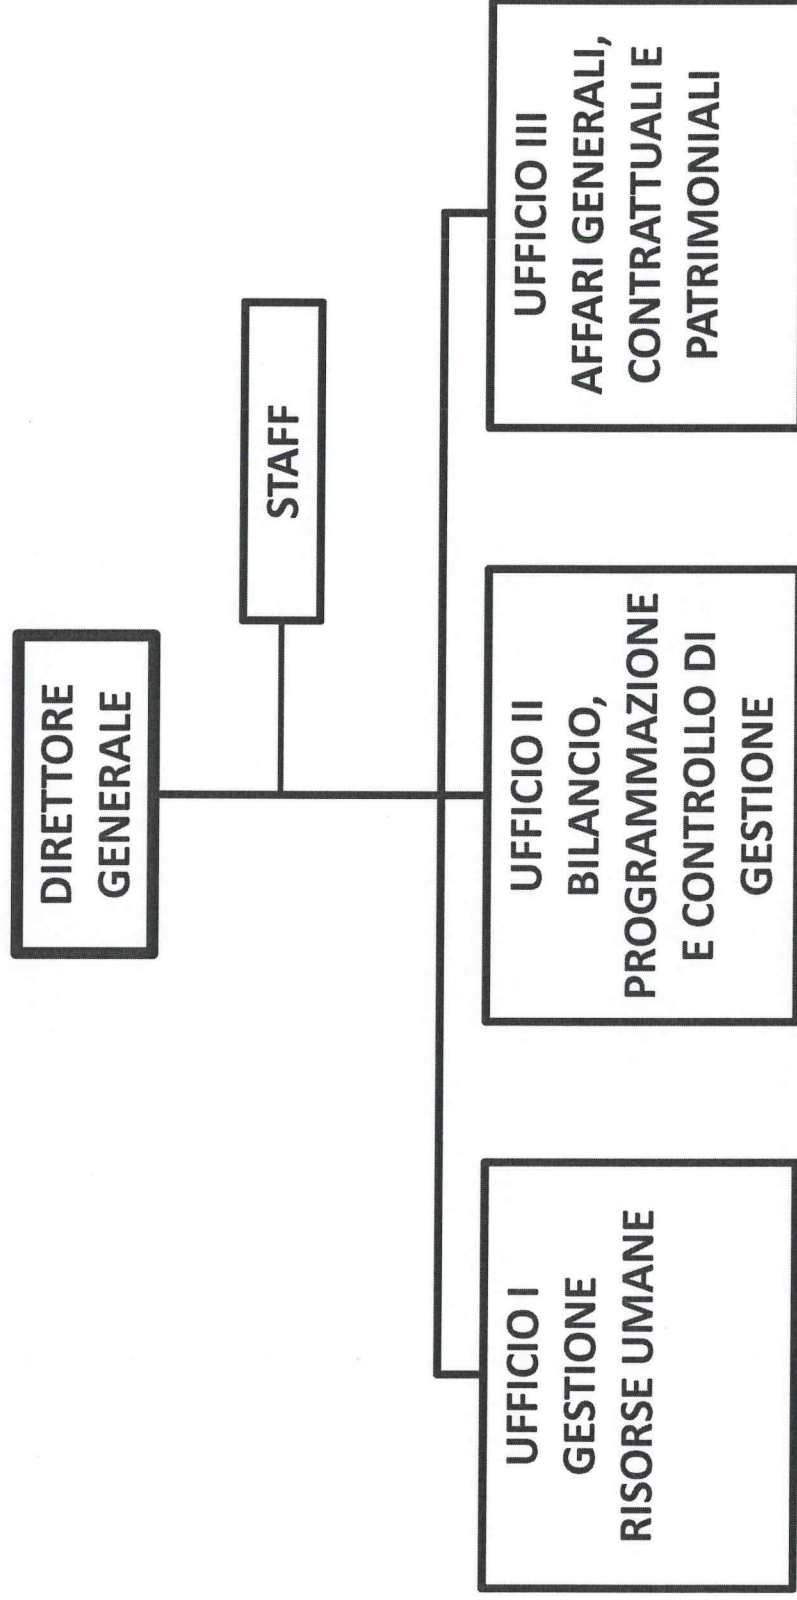 DIRETTORE
GENERALE
STAFF
UFFICIO I
GESTIONE
RISORSE UMANE
UFFICIO II
BILANCIO,
PROGRAMMAZIONE
E CONTROLLO DI
GESTIONE
UFFICIO III
AFFARI GENERALI,
CONTRATTUALI E
PATRIMONIALI